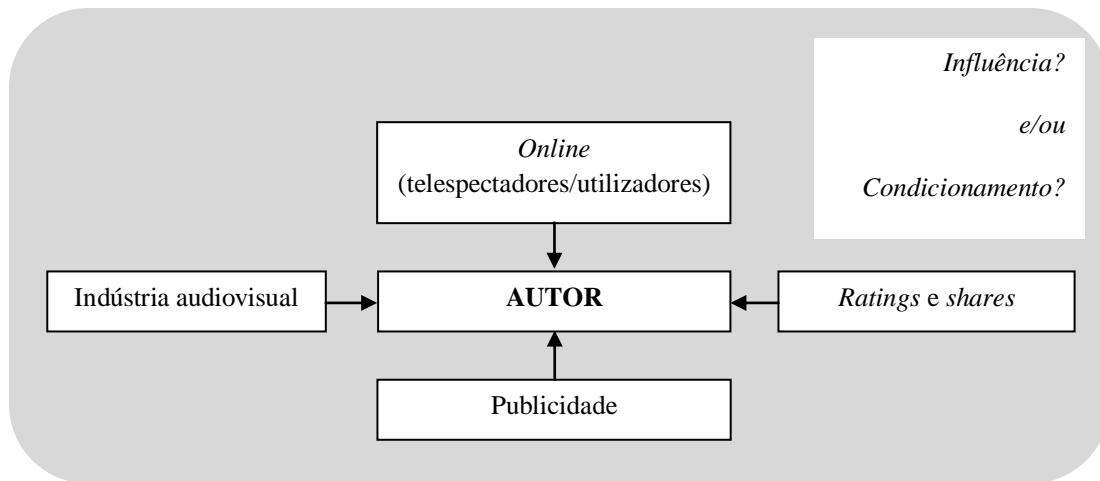 Influência?
e/ou
Condicionamento?
Online
(telespectadores/utilizadores)
Indústria audiovisual
AUTOR
Ratings e shares
Publicidade